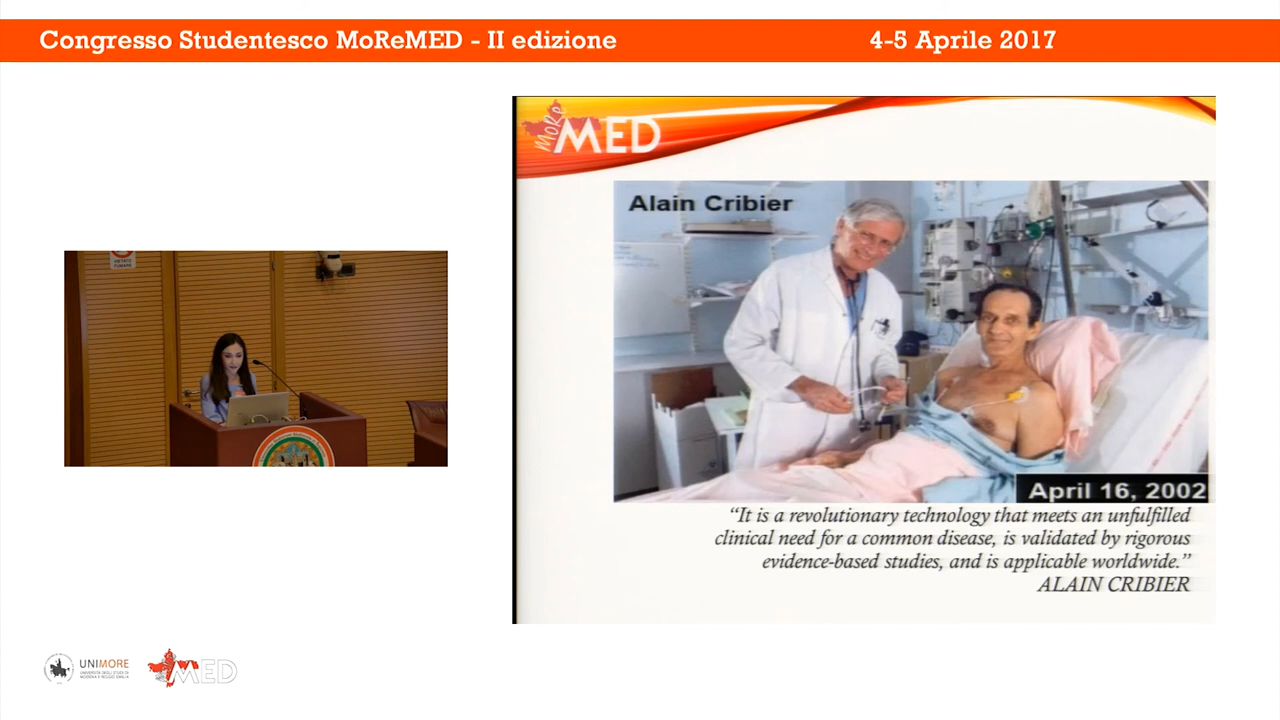 Congresso Studentesco MoReMED - II edizione
4-5 Aprile 2017
MoRe
MED
Alain Cribier
VIETATO
FUMARE
April 16, 2002
“It is a revolutionary technology that meets an unfulfilled
clinical need for a common disease, is validated by rigorous
evidence-based studies, and is applicable worldwide.”
ALAIN CRIBIER
UNIMORE
UNIVERSITÀ DEGLI STUDI DI
MODENA E REGGIO EMILIA
MED